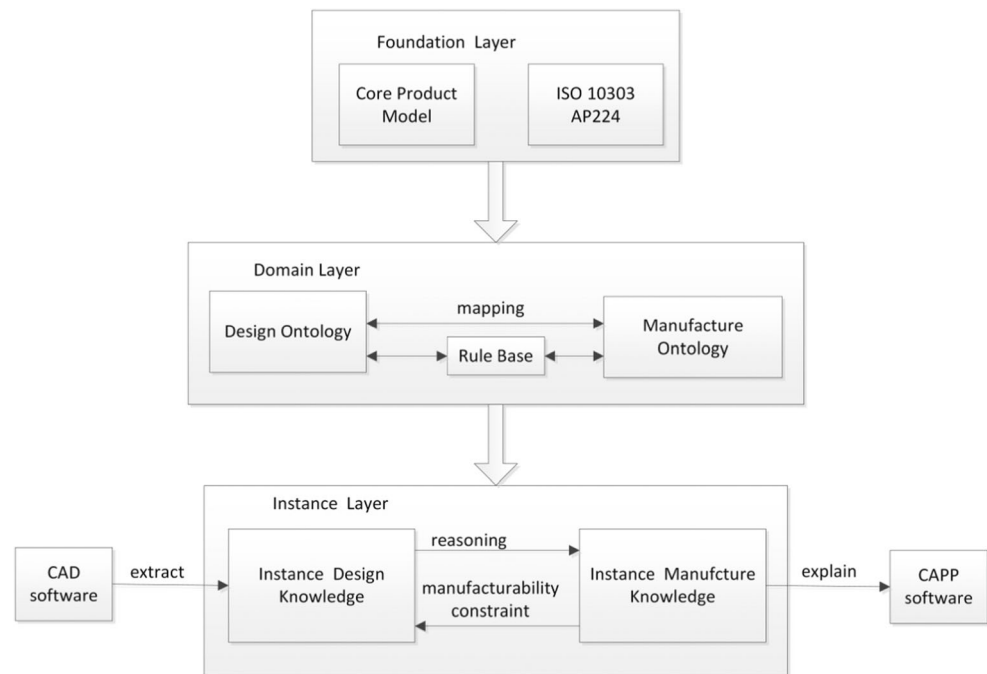 Foundation Layer
Core Product
Model
ISO 10303
AP224
Domain Layer
Design Ontology
mapping
Rule Base
Manufacture
Ontology
Instance Layer
CAD
software
extract
Instance Design
Knowledge
reasoning
manufacturability
constraint
Instance Manufcture
Knowledge
explain
CAPP
software